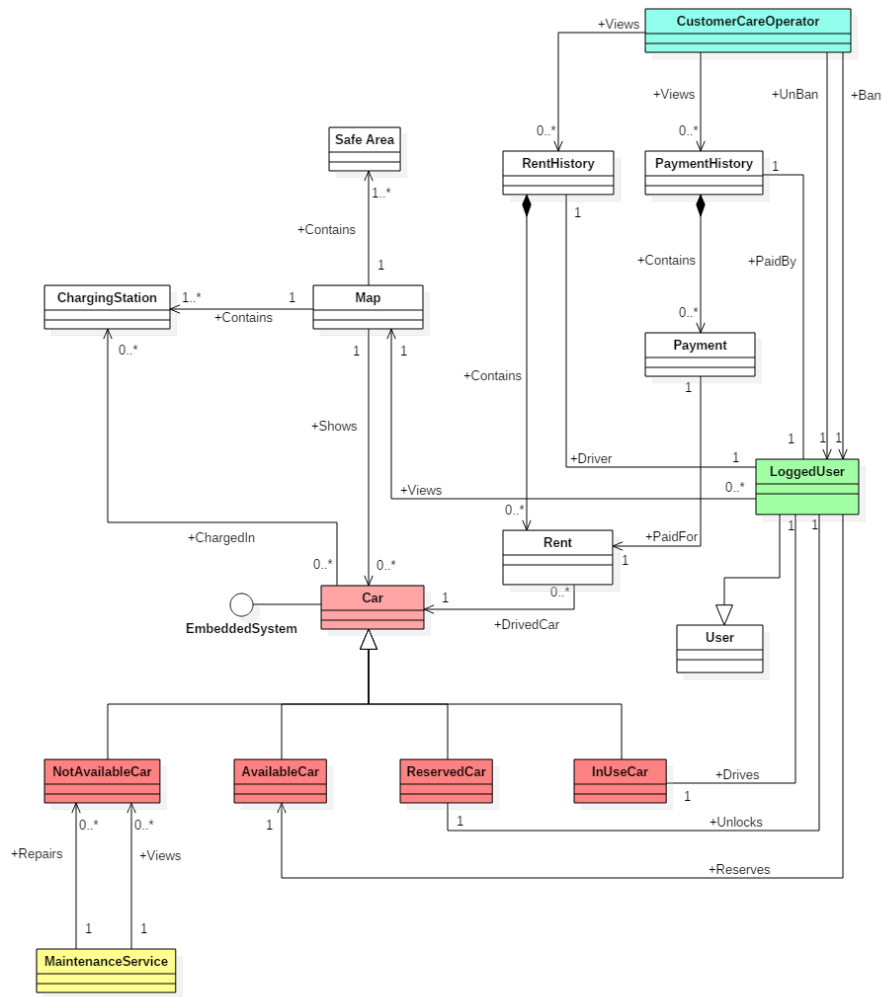 CustomerCareOperator
+Views
+Views
+UnBan
+Ban
0..*
0..*
Safe Area
RentHistory
PaymentHistory
1
1..*
1
+Contains
+Contains
+PaidBy
1
ChargingStation
1..*
1
Map
+Contains
0..*
0..*
1
1
Payment
+Contains
1
+Shows
1
1
1
+Driver
1
LoggedUser
+Views
0..*
0..*
+ChargedIn
+PaidFor
Rent
1
0..*
0..*
Car
1
0..*
EmbeddedSystem
+DrivedCar
User
1
1
NotAvailableCar
AvailableCar
ReservedCar
InUseCar
+Drives
1
0..*
0..*
1
1
+Unlocks
+Repairs
+Views
+Reserves
1
1
MaintenanceService